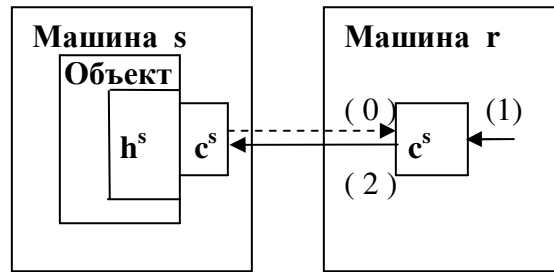 Машина s
Объект
h^s
c^s
Машина r
( 0 )
(1)
c^s
( 2 )